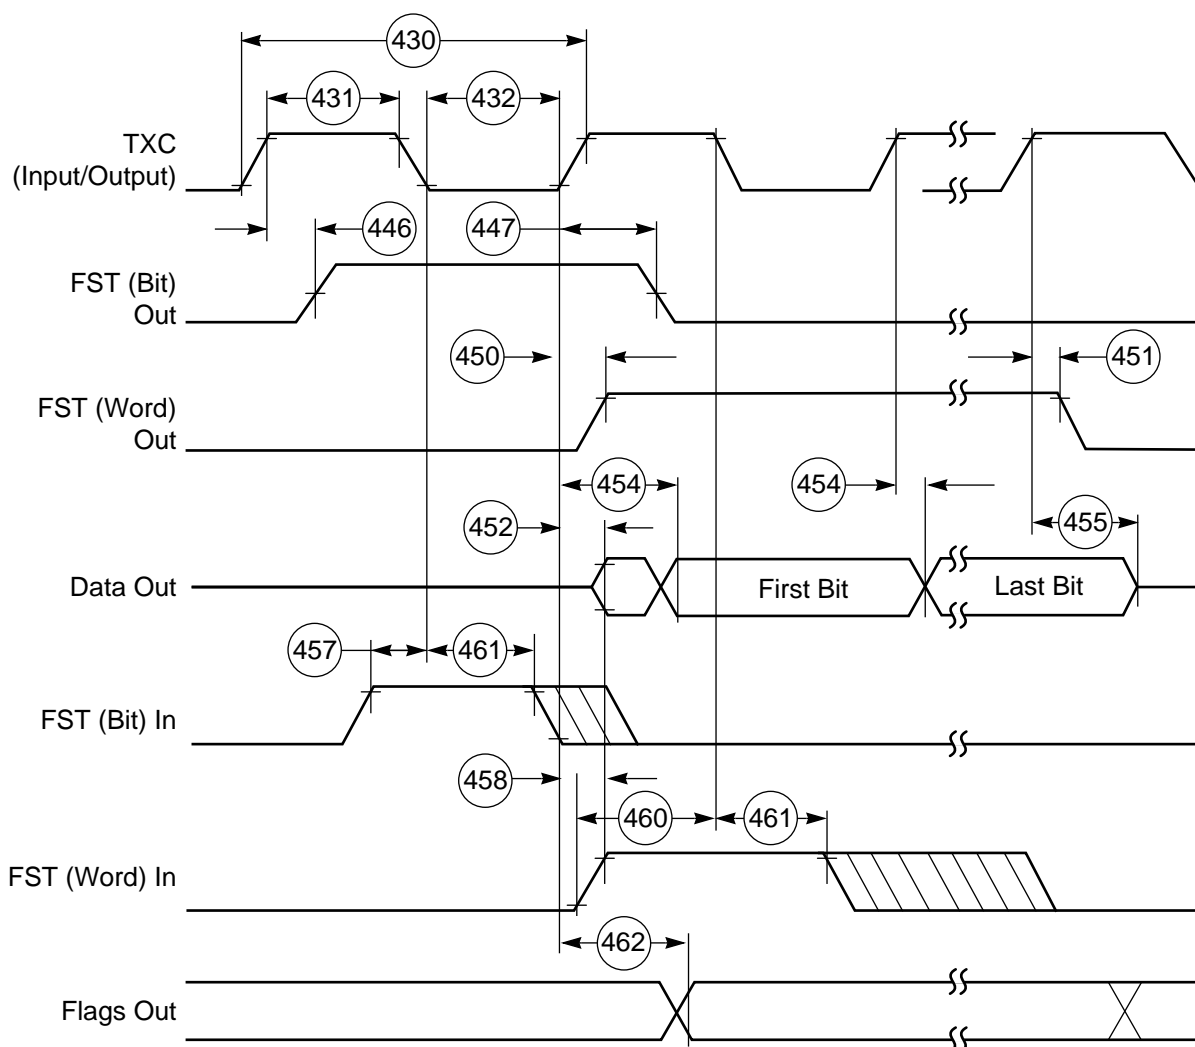 430
431
432
TXC
(Input/Output)
446
447
FST (Bit)
Out
450
451
FST (Word)
Out
454
454
452
455
Data Out
First Bit
Last Bit
457
461
FST (Bit) In
458
460
461
FST (Word) In
462
Flags Out